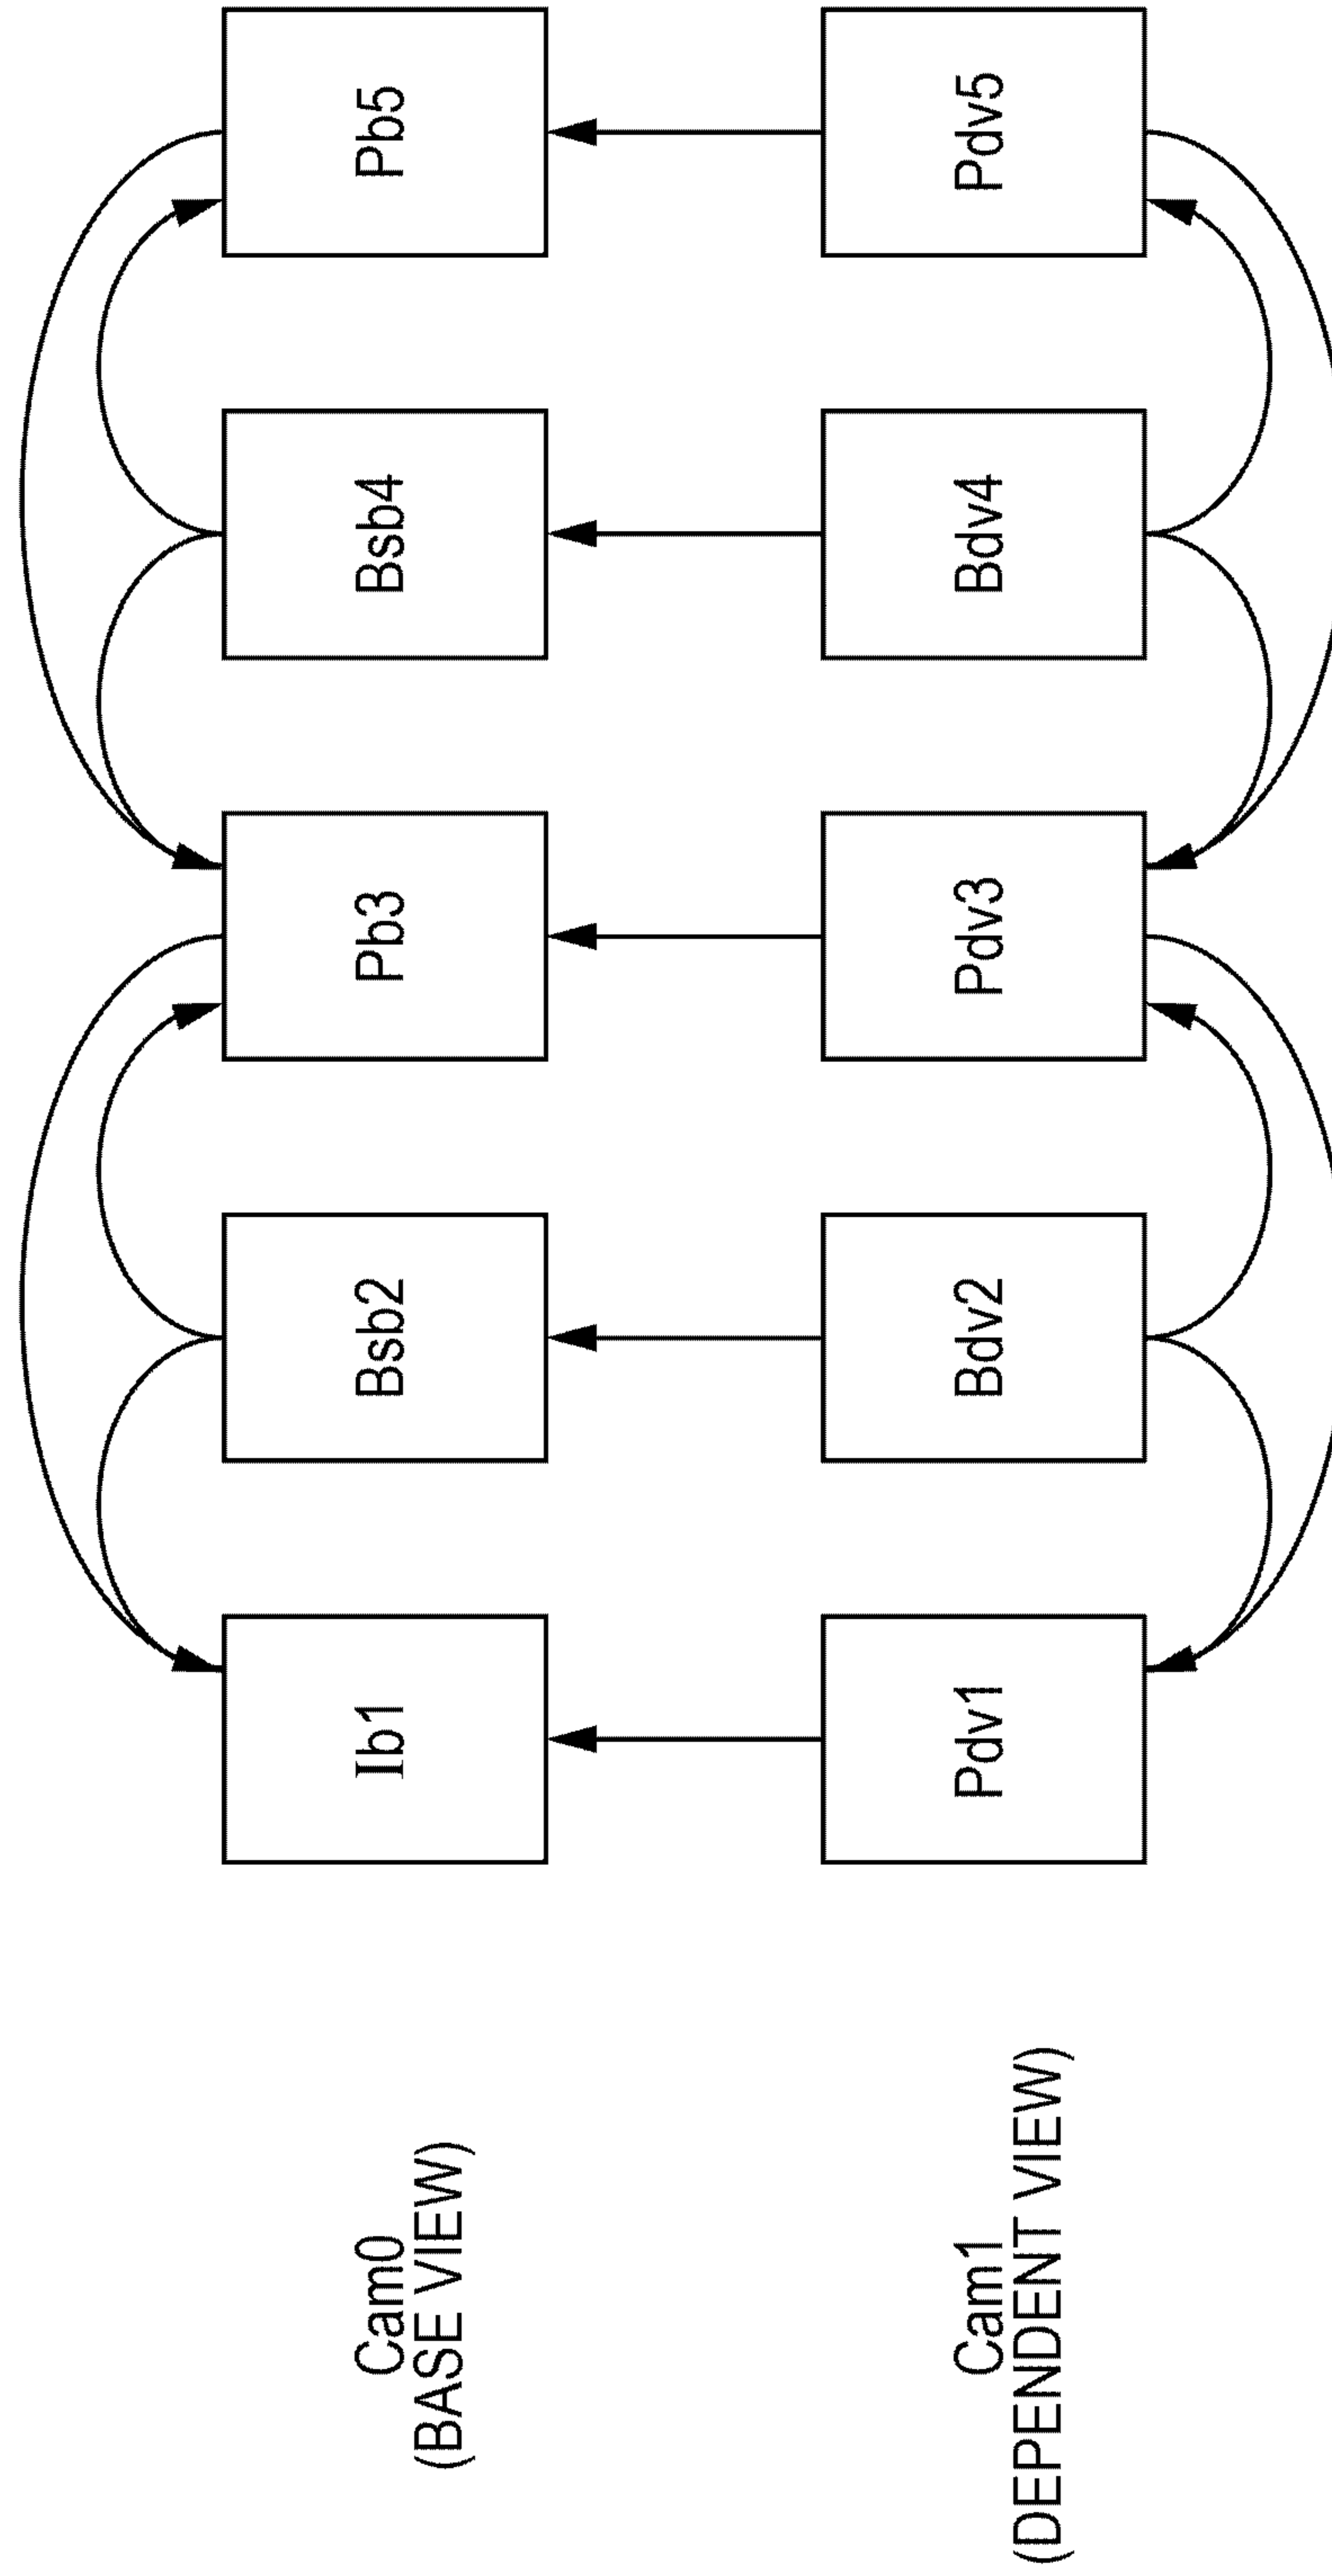 Cam0
(BASE VIEW)
Ib1
Bsb2
Pb3
Bsb4
Pb5
Cam1
(DEPENDENT VIEW)
Pdv1
Bdv2
Pdv3
Bdv4
Pdv5